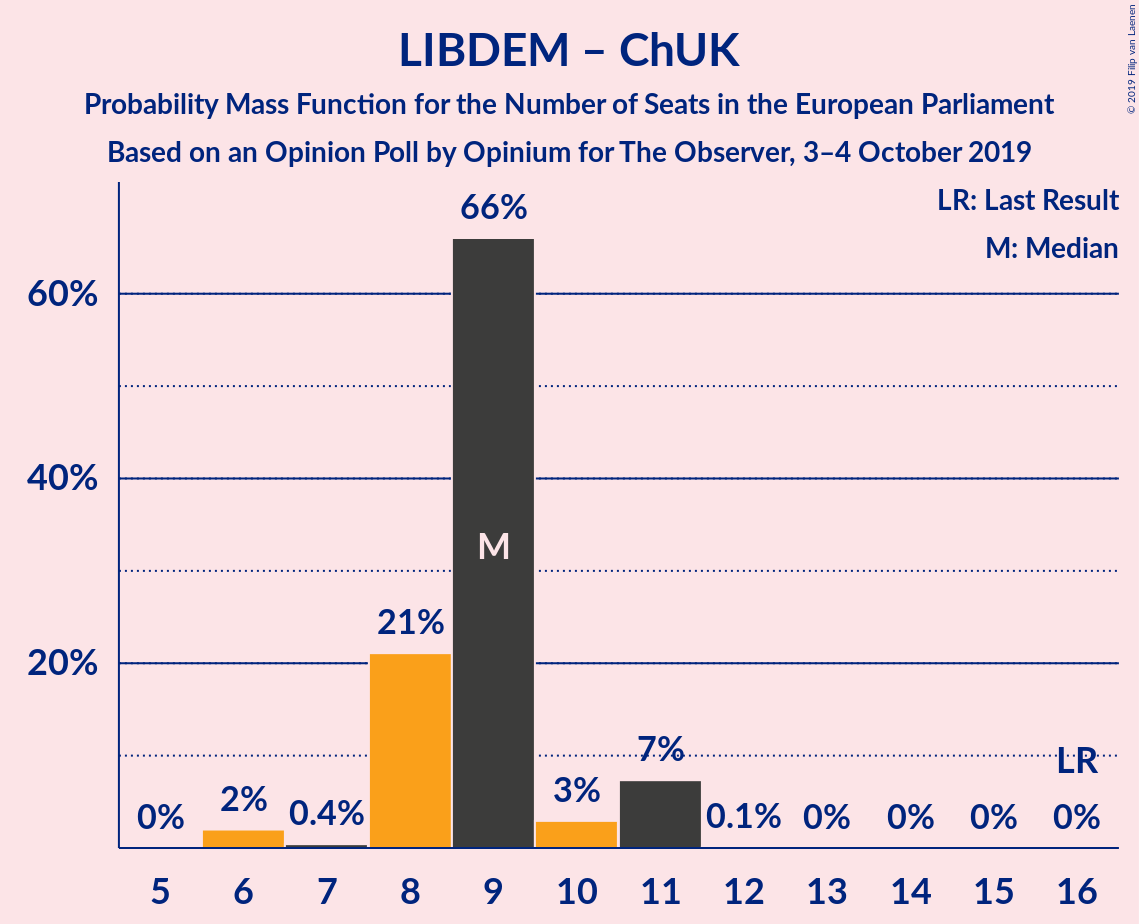 LIBDEM – ChUK
Probability Mass Function for the Number of Seats in the European Parliament
Based on an Opinion Poll by Opinium for The Observer, 3–4 October 2019
© 2019 Filip van Laenen
LR: Last Result
M: Median
60%
40%
20%
0%
2%
0.4%
21%
66%
M
3%
7%
0.1%
0%
0%
0%
LR
0%
5 6 7 8 9 10 11 12 13 14 15 16